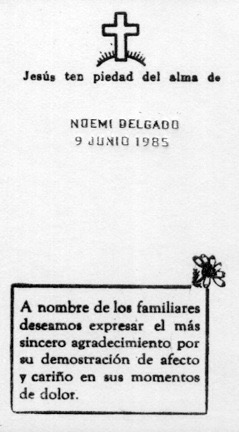 Jesús ten piedad del alma de
NOEMI DELGADO
9 JUNIO 1985
A nombre de los familiares
deseamos expresar el más
sincero agradecimiento por
su demostración de afecto
y cariño en sus momentos
de dolor.